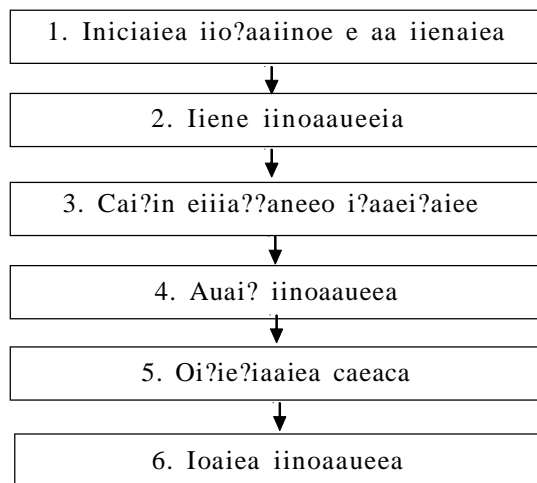 1. Iniciaiea iio?aaiinoe e aa iienaiea
2. Iiene iinoaaueeia
3. Cai?in eiiia??aneeo i?aaei?aiee
4. Auai? iinoaaueea
5. Oi?ie?iaaiea caeaca
6. Ioaiea iinoaaueea